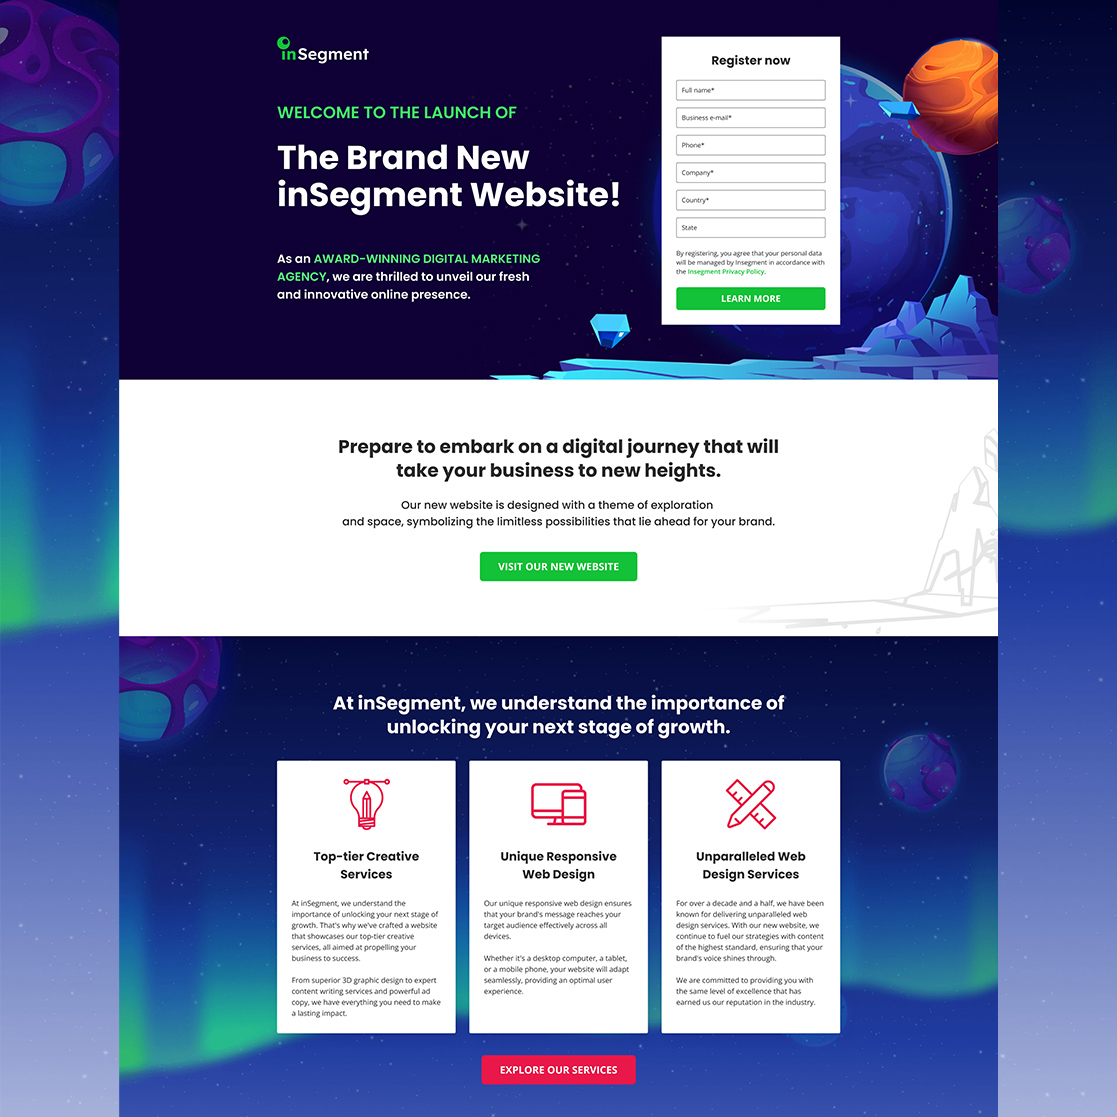 inSegment
WELCOME TO THE LAUNCH OF
The Brand New
inSegment Website!
As an AWARD-WINNING DIGITAL MARKETING
AGENCY, we are thrilled to unveil our fresh
and innovative online presence.
Register now
Full name*
Business e-mail*
Phone*
Company*
Country*
State
By registering, you agree that your personal data
will be managed by Insegment in accordance with
the Insegment Privacy Policy.
LEARN MORE
Prepare to embark on a digital journey that will
take your business to new heights.
Our new website is designed with a theme of exploration
and space, symbolizing the limitless possibilities that lie ahead for your brand.
VISIT OUR NEW WEBSITE
At inSegment, we understand the importance of
unlocking your next stage of growth.
Top-tier Creative
Services
At inSegment, we understand the
importance of unlocking your next stage of
growth. That's why we've crafted a website
that showcases our top-tier creative
services, all aimed at propelling your
business to success.
From superior 3D graphic design to expert
content writing services and powerful ad
copy, we have everything you need to make
a lasting impact.
Unique Responsive
Web Design
Our unique responsive web design ensures
that your brand's message reaches your
target audience effectively across all
devices.
Whether it's a desktop computer, a tablet,
or a mobile phone, your website will adapt
seamlessly, providing an optimal user
experience.
Unparalleled Web
Design Services
For over a decade and a half, we have been
known for delivering unparalleled web
design services. With our new website, we
continue to fuel our strategies with content
of the highest standard, ensuring that your
brand's voice shines through.
We are committed to providing you with
the same level of excellence that has
earned us our reputation in the industry.
EXPLORE OUR SERVICES